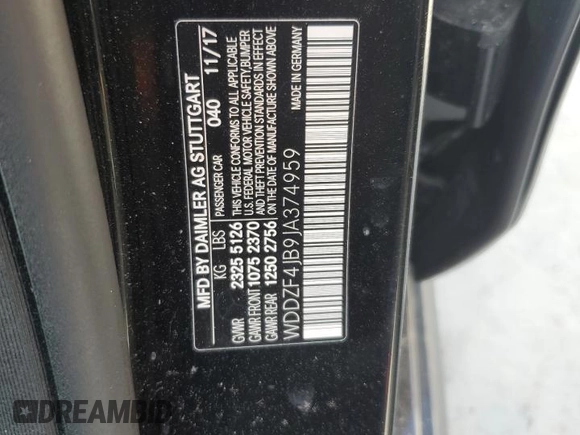 MFD BY DAIMLER AG STUTTGART
PASSENGER CAR 040 11/17
KG LBS
GVWR 2325 5126
GAWR FRONT 1075 2370
GAWR REAR 1250 2756
THIS VEHICLE CONFORMS TO ALL APPLICABLE
U.S. FEDERAL MOTOR VEHICLE SAFETY, BUMPER
AND THEFT PREVENTION STANDARDS IN EFFECT
ON THE DATE OF MANUFACTURE SHOWN ABOVE
MADE IN GERMANY
WDDZF4JB9JA374959
DREAMBID